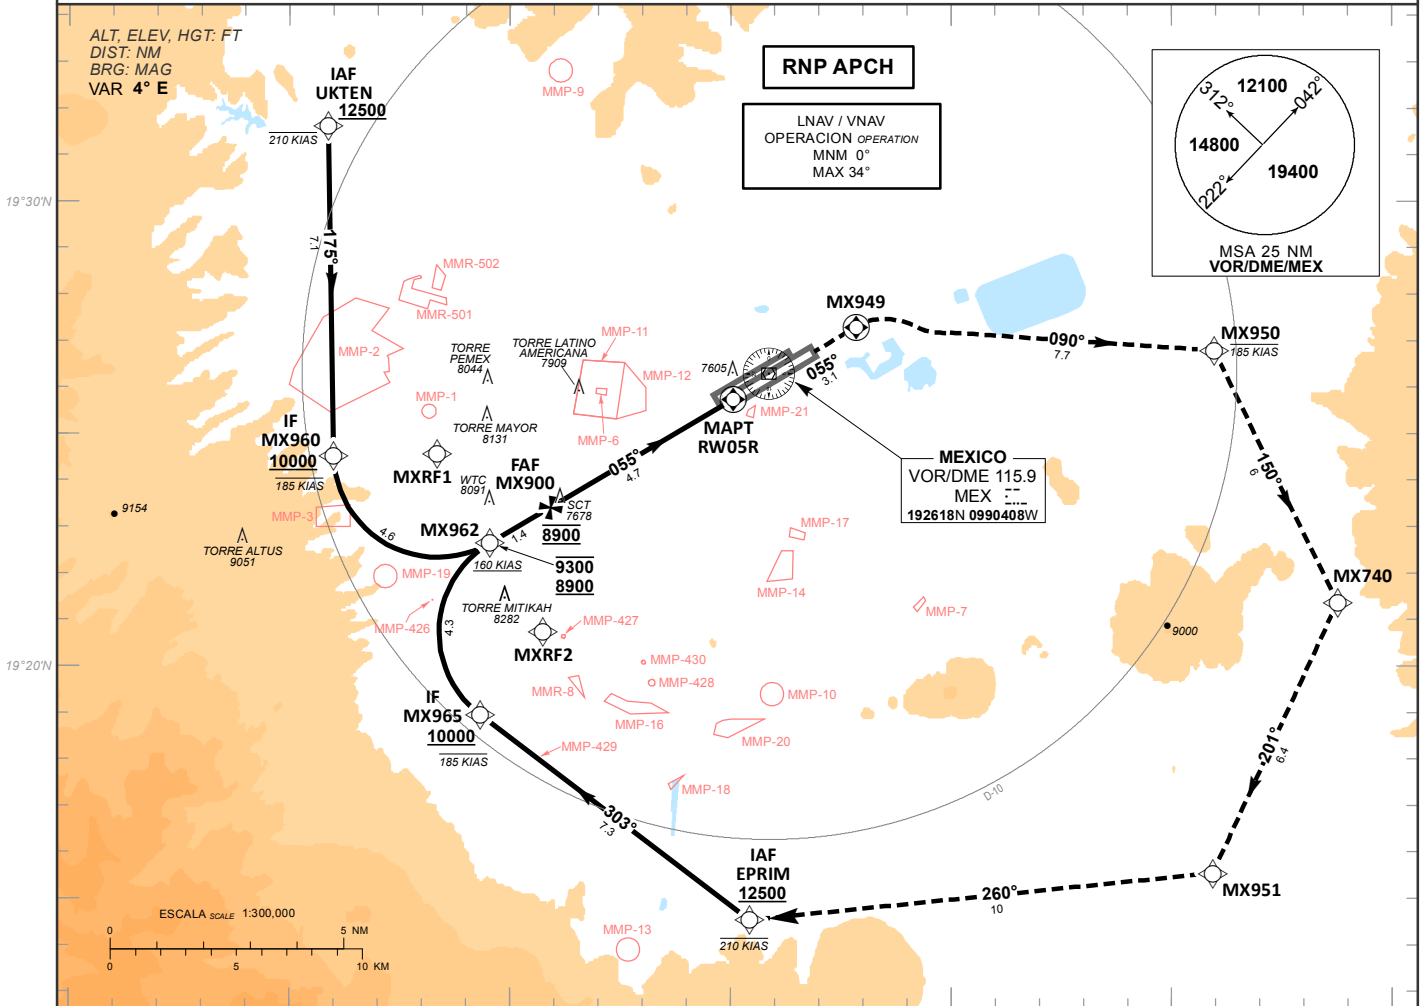 ALT, ELEV, HGT: FT
DIST: NM
BRG: MAG
VAR 4° E
IAF
UKTEN
12500
210 KIAS
MMP-9
RNP APCH
LNAV / VNAV
OPERACION OPERATION
MNM 0°
MAX 34°
312°
12100
042°
14800
19400
222°
MSA 25 NM
VOR/DME/MEX
19°30'N
175°
7.1
MMR-502
MMR-501
MMP-2
TORRE
PEMEX
8044
TORRE LATINO
AMERICANA
7909
MMP-11
MMP-12
MMP-1
MMP-6
TORRE MAYOR
8131
7605
MX949
055°
3.1
090°
7.7
MX950
185 KIAS
MMP-21
MAPT
RW05R
IF
MX960
10000
185 KIAS
MXRF1
FAF
MX900
055°
4.7
WTC
8091
SCT
7678
8900
MEXICO
VOR/DME 115.9
MEX
192618N 0990408W
150°
6
9154
MMP-3
TORRE ALTUS
9051
4.6
MX962
1.4
160 KIAS
9300
8900
MMP-17
MMP-14
MMP-7
MX740
MMP-19
MMP-426
TORRE MITIKAH
8282
MMP-427
MXRF2
4.3
9000
19°20'N
MMP-430
MMP-428
MMR-8
MMP-10
MMP-16
MMP-20
IF
MX965
10000
185 KIAS
MMP-429
MMP-18
D-10
201°
6.4
303°
7.3
IAF
EPRIM
12500
210 KIAS
260°
10
MX951
MMP-13
ESCALA SCALE 1:300,000
0 5 NM
0 5 10 KM